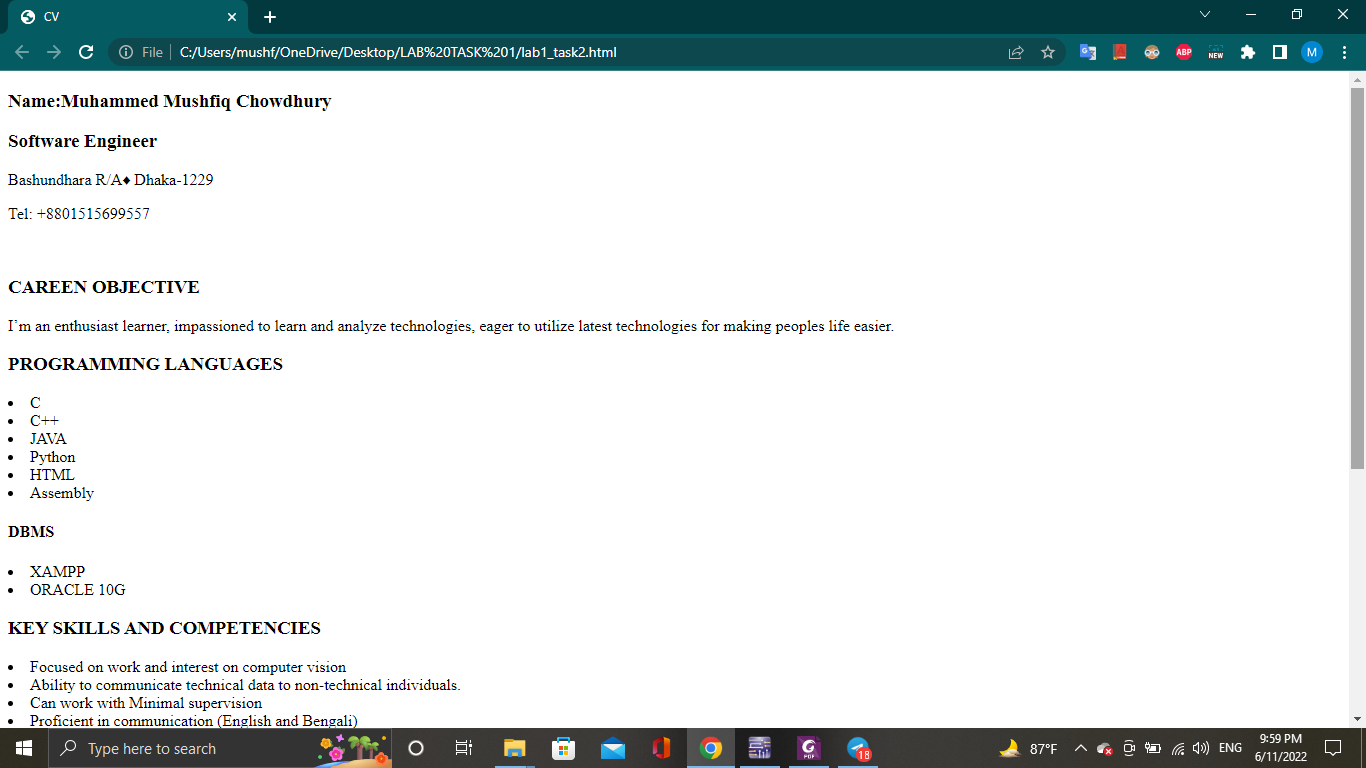 CV
File
C:/Users/mushf/OneDrive/Desktop/LAB%20TASK%201/lab1_task2.html
ABP
NEW
M
Name:Muhammed Mushfiq Chowdhury
Software Engineer
Bashundhara R/A♦ Dhaka-1229
Tel: +8801515699557
CAREEN OBJECTIVE
I’m an enthusiast learner, impassioned to learn and analyze technologies, eager to utilize latest technologies for making peoples life easier.
PROGRAMMING LANGUAGES
• C
• C++
• JAVA
• Python
• HTML
• Assembly
DBMS
• XAMPP
• ORACLE 10G
KEY SKILLS AND COMPETENCIES
• Focused on work and interest on computer vision
• Ability to communicate technical data to non-technical individuals.
• Can work with Minimal supervision
• Proficient in communication (English and Bengali)
Type here to search
PDF
18
87°F
ENG
9:59 PM
6/11/2022